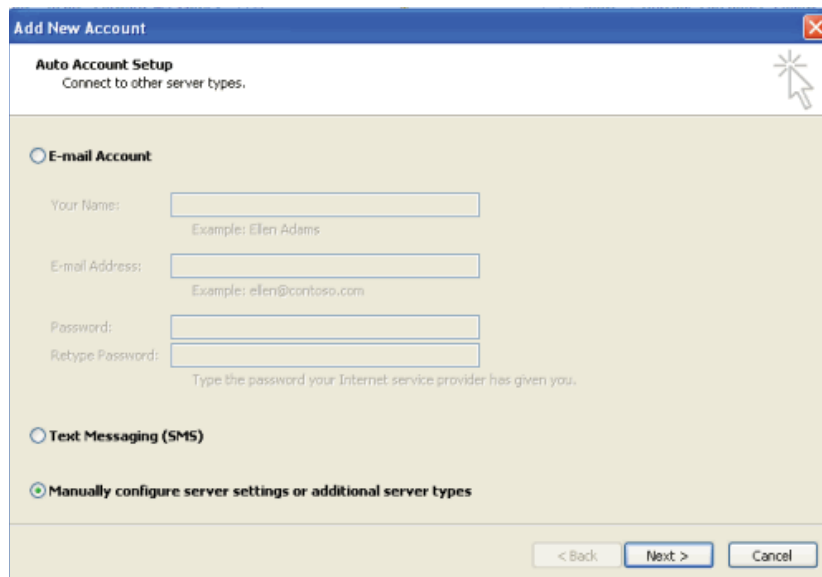 Add New Account
Auto Account Setup
Connect to other server types.
E-mail Account
Your Name:
Example: Ellen Adams
E-mail Address:
Example: ellen@contoso.com
Password:
Retype Password:
Type the password your Internet service provider has given you.
Text Messaging (SMS)
Manually configure server settings or additional server types
< Back Next > Cancel